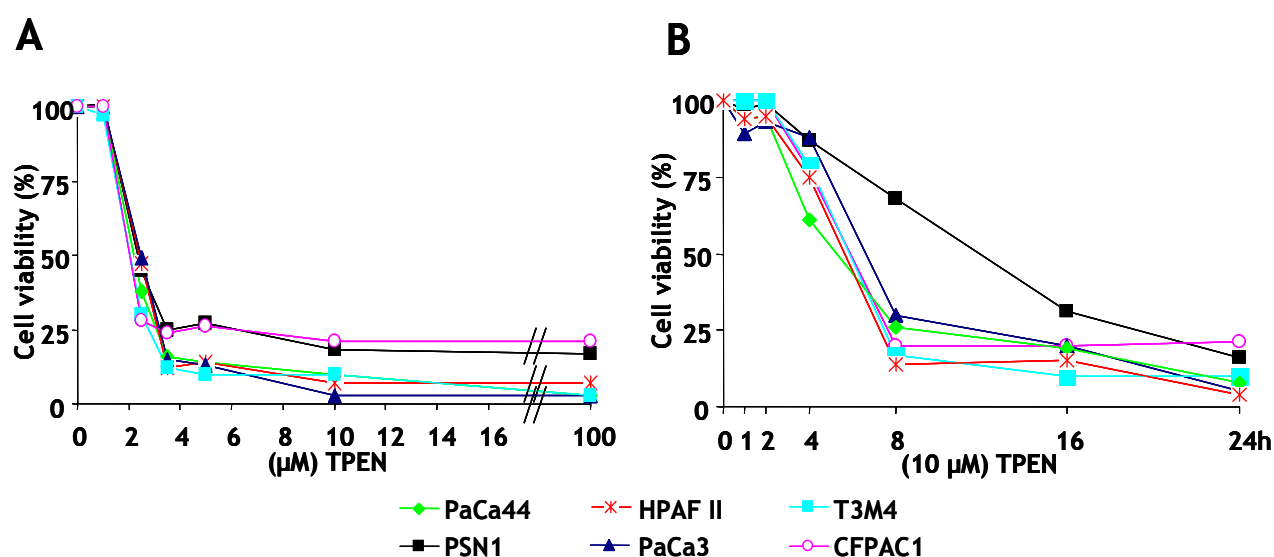 A
B
Cell viability (%)
100
75
50
25
0
0 2 4 6 8 10 12 14 16 100
(µM) TPEN
Cell viability (%)
100
75
50
25
0
0 1 2 4 8 16 24h
(10 µM) TPEN
PaCa44 HPAF II T3M4
PSN1 PaCa3 CFPAC1